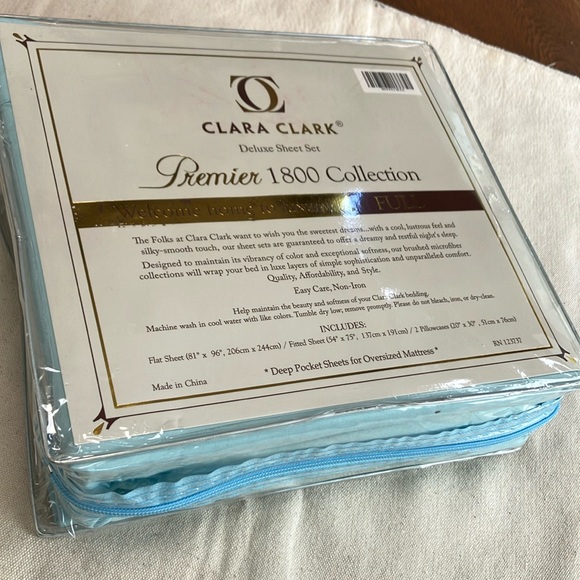 CLARA CLARK®
Deluxe Sheet Set
Premier 1800 Collection
Welcome home to FULL
The Folks at Clara Clark want to wish you the sweetest dreams...with a cool, lustrous feel and
silky-smooth touch, our sheet sets are guaranteed to offer a dreamy and restful night's sleep.
Designed to maintain its vibrancy of color and exceptional softness, our brushed microfiber
collections will wrap your bed in luxe layers of simple sophistication and unparalleled comfort.
Quality, Affordability, and Style.
Easy Care, Non-Iron
Help maintain the beauty and softness of your Clara Clark bedding.
Machine wash in cool water with like colors. Tumble dry low; remove promptly. Please do not bleach, iron, or dry-clean.
INCLUDES:
Flat Sheet (81" x 96", 206cm x 244cm) / Fitted Sheet (54" x 75", 137cm x 191cm) / 2 Pillowcases (20" x 30", 51cm x 76cm)
* Deep Pocket Sheets for Oversized Mattress *
Made in China
RN 123737